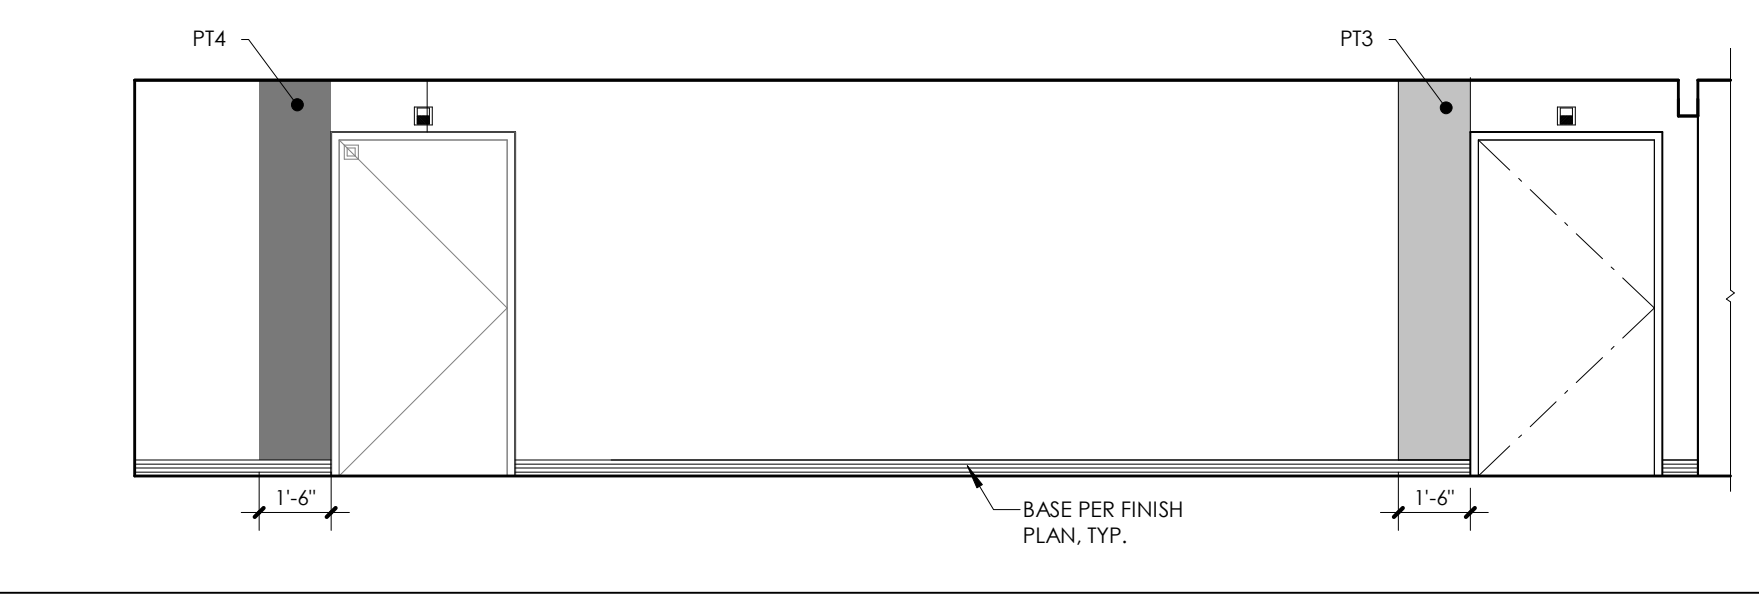 PT4
PT3
1'-6"
1'-6"
BASE PER FINISH
PLAN, TYP.